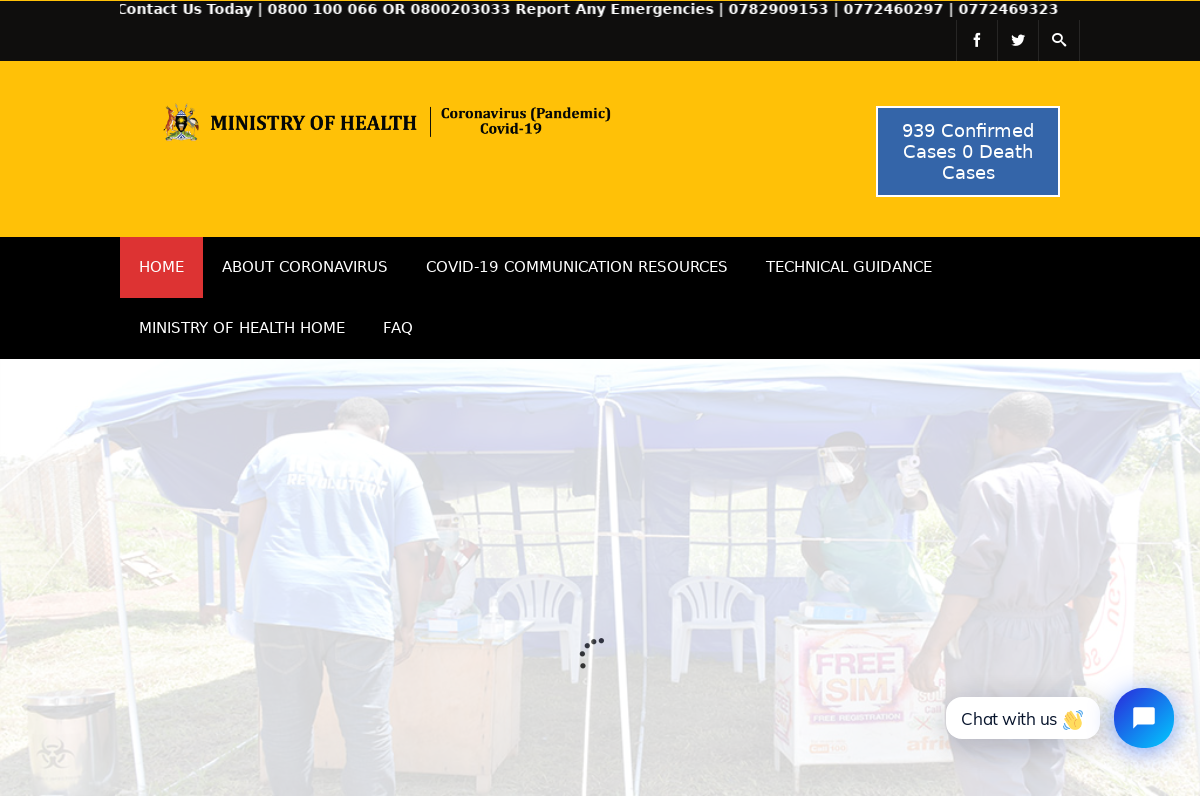 Contact Us Today | 0800 100 066 OR 0800203033 Report Any Emergencies | 0782909153 | 0772460297 | 0772469323
MINISTRY OF HEALTH
Coronavirus (Pandemic)
Covid-19
939 Confirmed
Cases 0 Death
Cases
HOME
ABOUT CORONAVIRUS
COVID-19 COMMUNICATION RESOURCES
TECHNICAL GUIDANCE
MINISTRY OF HEALTH HOME
FAQ
REVOLUTION
FREE
SIM
FREE REGISTRATION
Chat with us 👋